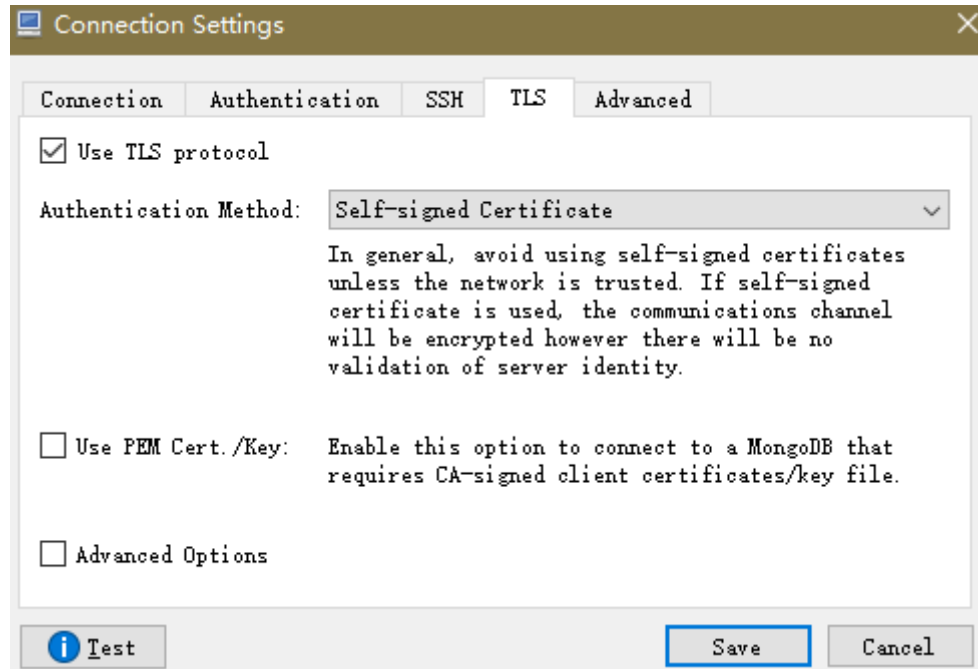 Connection Settings
Connection Authentication SSH TLS Advanced
Use TLS protocol
Authentication Method: Self-signed Certificate
In general, avoid using self-signed certificates
unless the network is trusted. If self-signed
certificate is used, the communications channel
will be encrypted however there will be no
validation of server identity.
Use PEM Cert./Key: Enable this option to connect to a MongoDB that
requires CA-signed client certificates/key file.
Advanced Options
Test Save Cancel